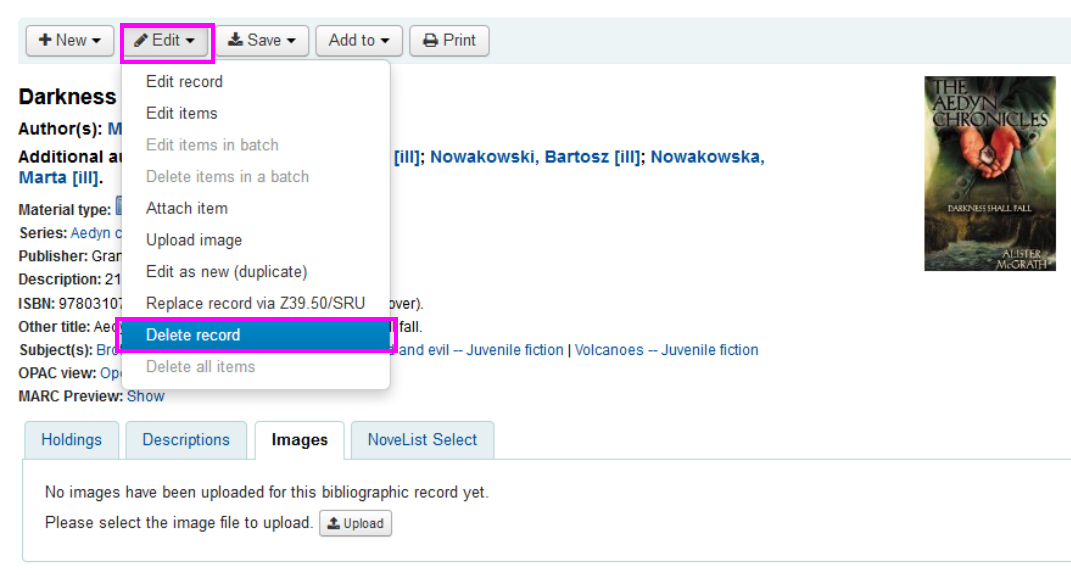 New Edit Save Add to Print
Edit record
Darkness
Edit items
Author(s): M
Edit items in batch
Additional au [ill]; Nowakowski, Bartosz [ill]; Nowakowska,
Delete items in a batch
Marta [ill].
Material type:
Attach item
Series: Aedyn c
Upload image
Publisher: Gran
Edit as new (duplicate)
Description: 21
Replace record via Z39.50/SRU
ISBN: 97803107 over).
Other title: Aedy fall.
Delete record
Subject(s): Bro and evil -- Juvenile fiction | Volcanoes -- Juvenile fiction
Delete all items
OPAC view: Ope
MARC Preview: Show
THE
AEDYN
CHRONICLES
DARKNESS SHALL FALL
ALISTER
McGRATH
Holdings Descriptions Images NoveList Select
No images have been uploaded for this bibliographic record yet.
Please select the image file to upload. Upload